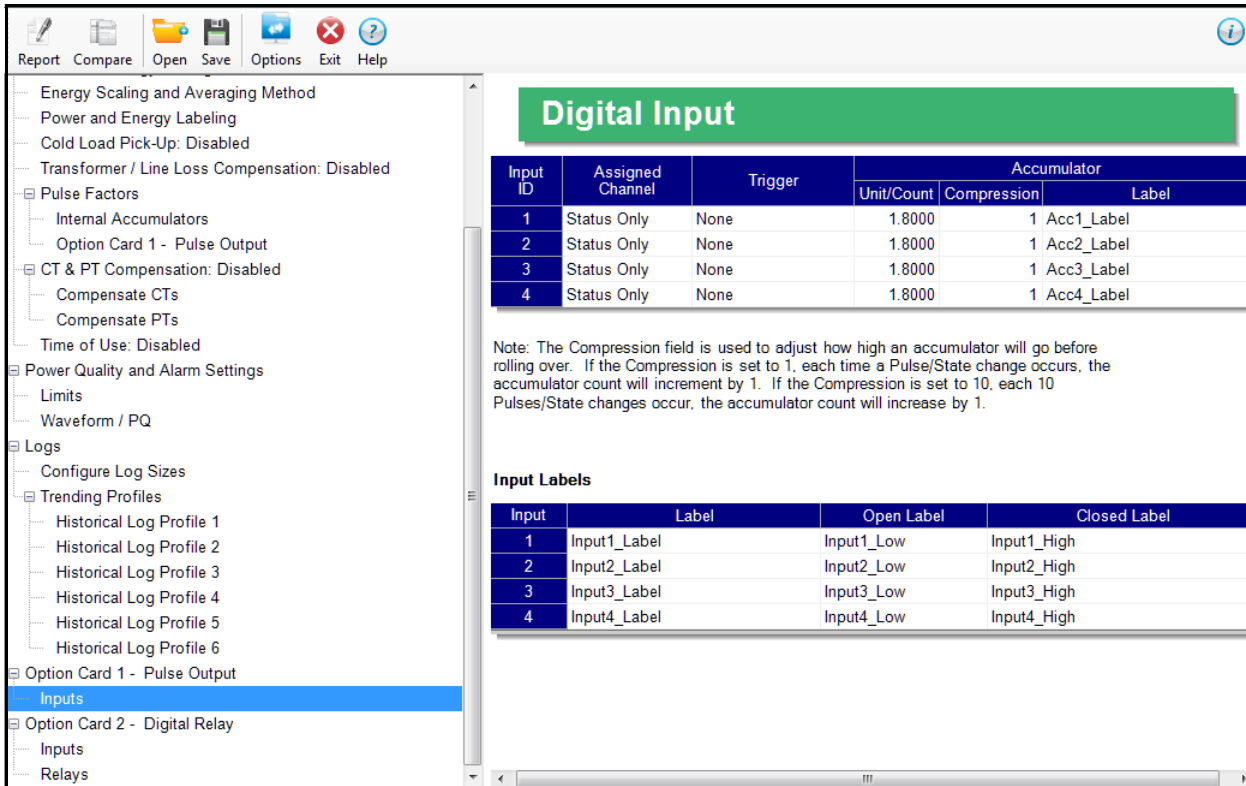 Report Compare Open Save Options Exit Help
Energy Scaling and Averaging Method
Power and Energy Labeling
Cold Load Pick-Up: Disabled
Transformer / Line Loss Compensation: Disabled
Pulse Factors
Internal Accumulators
Option Card 1 - Pulse Output
CT & PT Compensation: Disabled
Compensate CTs
Compensate PTs
Time of Use: Disabled
Power Quality and Alarm Settings
Limits
Waveform / PQ
Logs
Configure Log Sizes
Trending Profiles
Historical Log Profile 1
Historical Log Profile 2
Historical Log Profile 3
Historical Log Profile 4
Historical Log Profile 5
Historical Log Profile 6
Option Card 1 - Pulse Output
Inputs
Option Card 2 - Digital Relay
Inputs
Relays
Digital Input
Input ID Assigned Channel Trigger Accumulator
Unit/Count Compression Label
1 Status Only None 1.8000 1 Acc1_Label
2 Status Only None 1.8000 1 Acc2_Label
3 Status Only None 1.8000 1 Acc3_Label
4 Status Only None 1.8000 1 Acc4_Label
Note: The Compression field is used to adjust how high an accumulator will go before
rolling over. If the Compression is set to 1, each time a Pulse/State change occurs, the
accumulator count will increment by 1. If the Compression is set to 10, each 10
Pulses/State changes occur, the accumulator count will increase by 1.
Input Labels
Input Label Open Label Closed Label
1 Input1_Label Input1_Low Input1_High
2 Input2_Label Input2_Low Input2_High
3 Input3_Label Input3_Low Input3_High
4 Input4_Label Input4_Low Input4_High